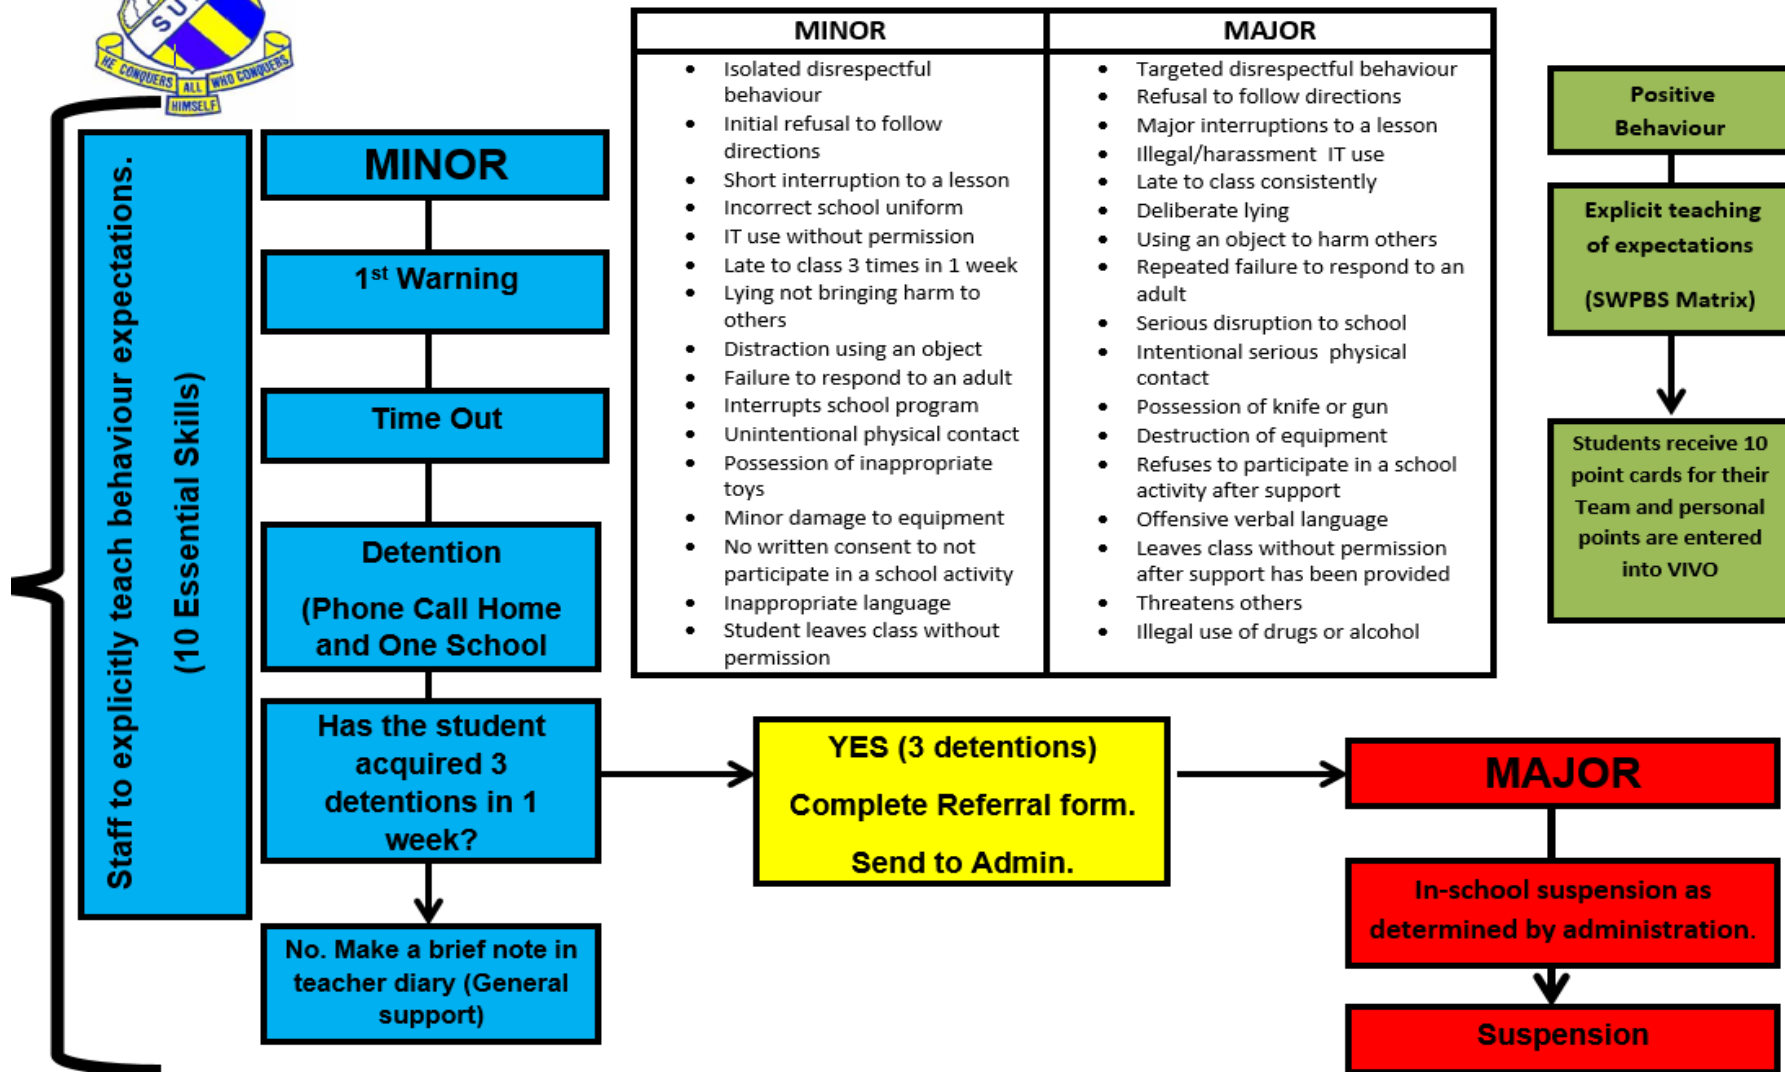 SU
HE CONQUERS ALL WHO CONQUERS
HIMSELF
Staff to explicitly teach behaviour expectations.
(10 Essential Skills)
MINOR
1st Warning
Time Out
Detention
(Phone Call Home
and One School
Has the student
acquired 3
detentions in 1
week?
No. Make a brief note in
teacher diary (General
support)
MINOR
• Isolated disrespectful
behaviour
• Initial refusal to follow
directions
• Short interruption to a lesson
• Incorrect school uniform
• IT use without permission
• Late to class 3 times in 1 week
• Lying not bringing harm to
others
• Distraction using an object
• Failure to respond to an adult
• Interrupts school program
• Unintentional physical contact
• Possession of inappropriate
toys
• Minor damage to equipment
• No written consent to not
participate in a school activity
• Inappropriate language
• Student leaves class without
permission
MAJOR
• Targeted disrespectful behaviour
• Refusal to follow directions
• Major interruptions to a lesson
• Illegal/harassment IT use
• Late to class consistently
• Deliberate lying
• Using an object to harm others
• Repeated failure to respond to an
adult
• Serious disruption to school
• Intentional serious physical
contact
• Possession of knife or gun
• Destruction of equipment
• Refuses to participate in a school
activity after support
• Offensive verbal language
• Leaves class without permission
after support has been provided
• Threatens others
• Illegal use of drugs or alcohol
Positive
Behaviour
Explicit teaching
of expectations
(SWPBS Matrix)
Students receive 10
point cards for their
Team and personal
points are entered
into VIVO
YES (3 detentions)
Complete Referral form.
Send to Admin.
MAJOR
In-school suspension as
determined by administration.
Suspension